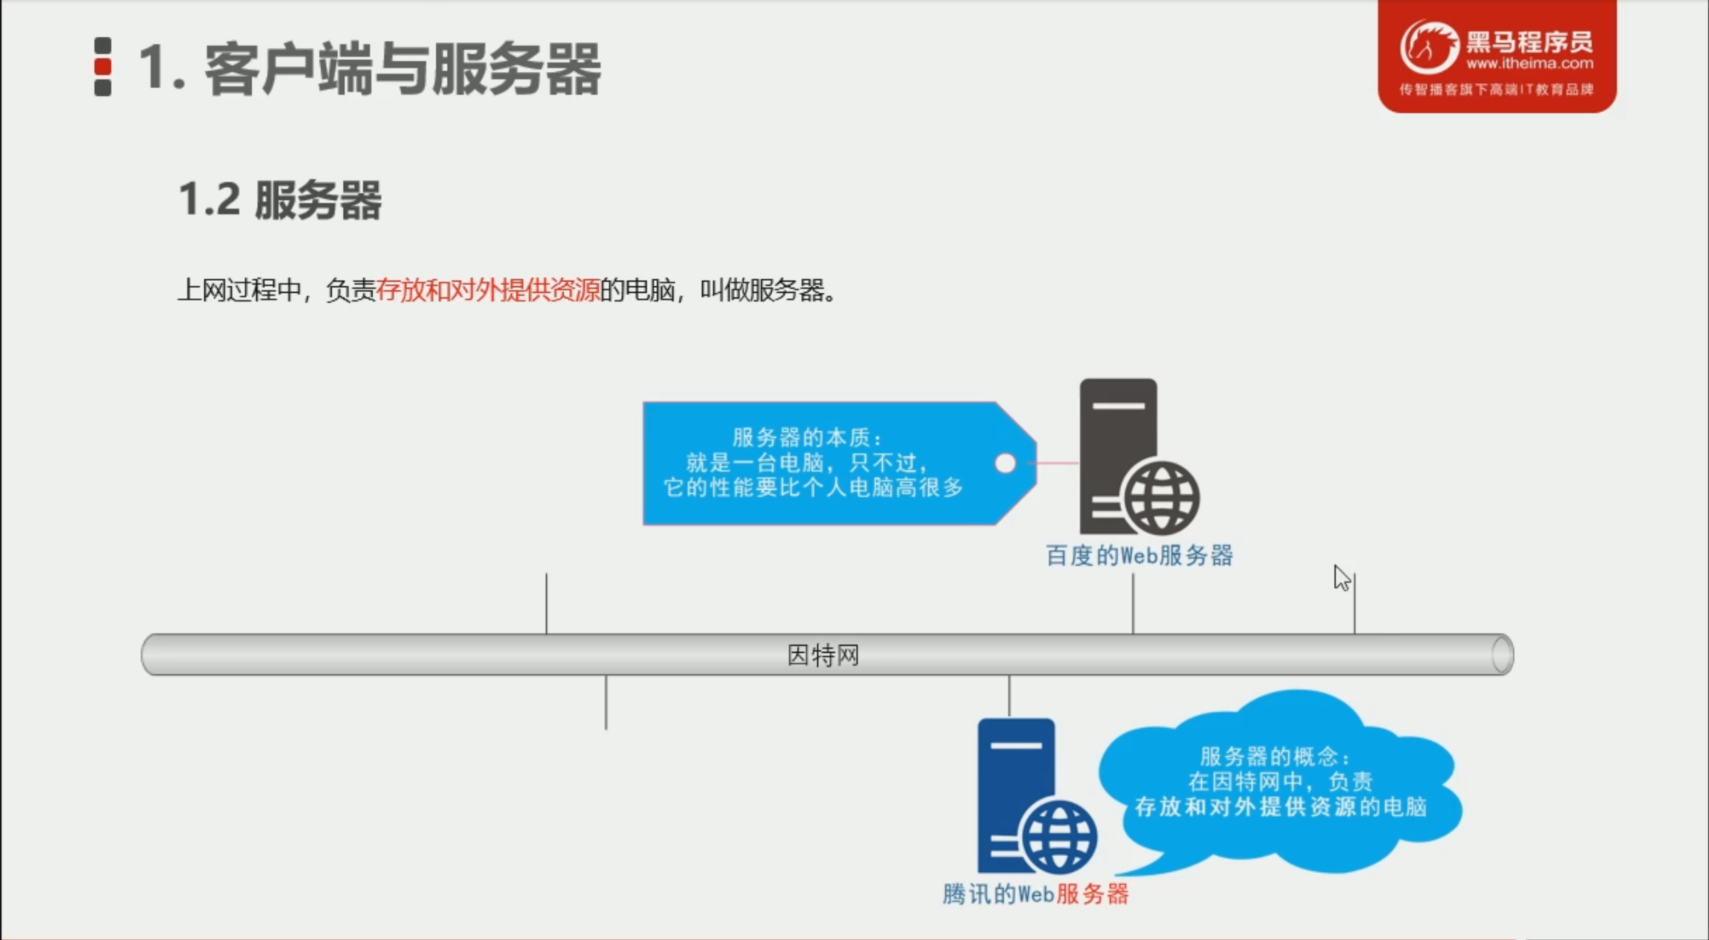 1. 客户端与服务器
黑马程序员
www.itheima.com
传智播客旗下高端IT教育品牌
1.2 服务器
上网过程中，负责存放和对外提供资源的电脑，叫做服务器。
服务器的本质：
就是一台电脑，只不过，
它的性能要比个人电脑高很多
百度的Web服务器
因特网
服务器的概念：
在因特网中，负责
存放和对外提供资源的电脑
腾讯的Web服务器